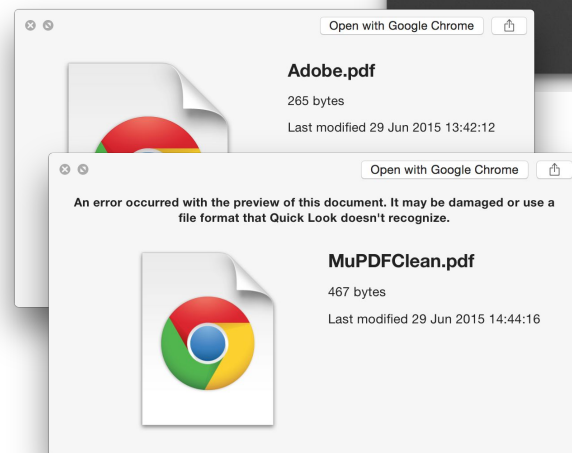 Open with Google Chrome
Adobe.pdf
265 bytes
Last modified 29 Jun 2015 13:42:12
Open with Google Chrome
An error occurred with the preview of this document. It may be damaged or use a
file format that Quick Look doesn't recognize.
MuPDFClean.pdf
467 bytes
Last modified 29 Jun 2015 14:44:16